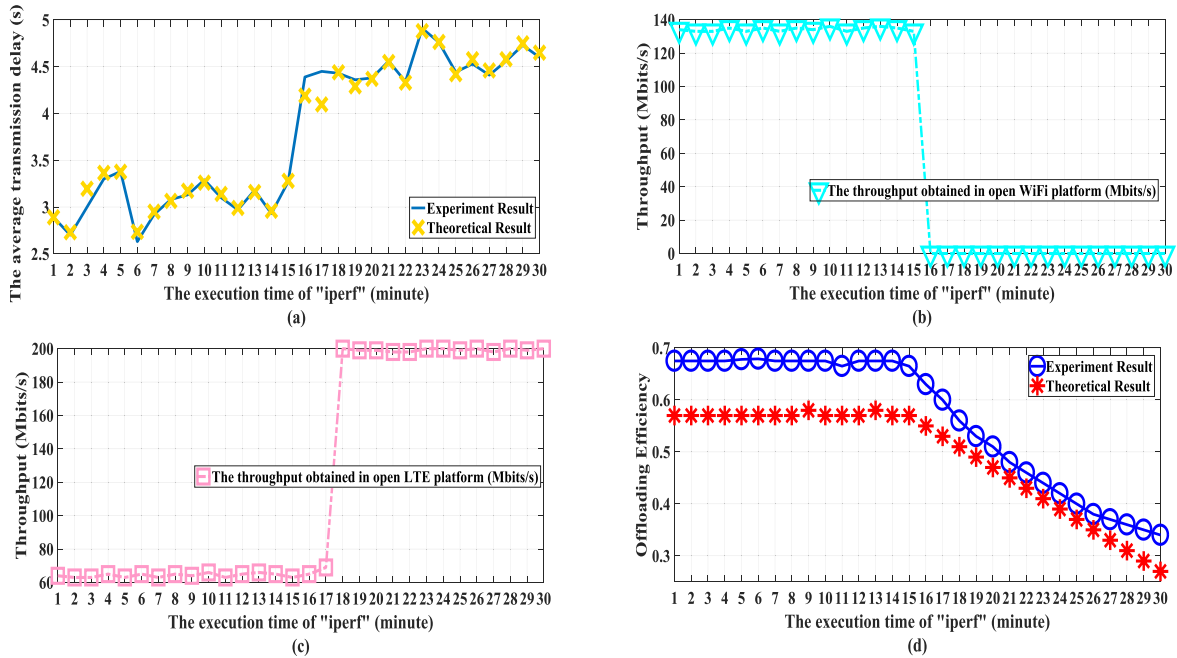 The average transmission delay (s)
5
4.5
4
3.5
3
2.5
Experiment Result
Theoretical Result
1 2 3 4 5 6 7 8 9 10 11 12 13 14 15 16 17 18 19 20 21 22 23 24 25 26 27 28 29 30
The execution time of "iperf" (minute)
(a)
Throughput (Mbits/s)
140
120
100
80
60
40
20
0
The throughput obtained in open WiFi platform (Mbits/s)
1 2 3 4 5 6 7 8 9 10 11 12 13 14 15 16 17 18 19 20 21 22 23 24 25 26 27 28 29 30
The execution time of "iperf" (minute)
(b)
Throughput (Mbits/s)
200
180
160
140
120
100
80
60
The throughput obtained in open LTE platform (Mbits/s)
1 2 3 4 5 6 7 8 9 10 11 12 13 14 15 16 17 18 19 20 21 22 23 24 25 26 27 28 29 30
The execution time of "iperf" (minute)
(c)
Offloading Efficiency
0.7
0.6
0.5
0.4
0.3
Experiment Result
Theoretical Result
1 2 3 4 5 6 7 8 9 10 11 12 13 14 15 16 17 18 19 20 21 22 23 24 25 26 27 28 29 30
The execution time of "iperf" (minute)
(d)